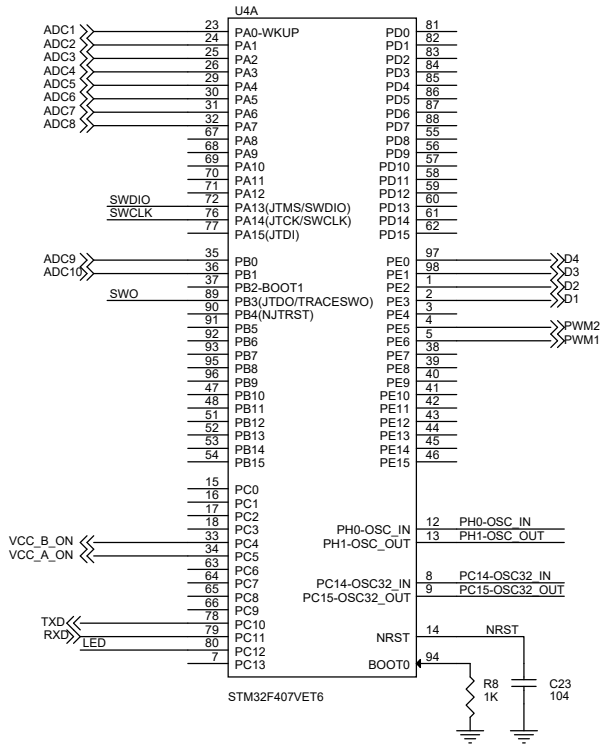 U4A
ADC1 23 PA0-WKUP PD0 81
ADC2 24 PA1 PD1 82
ADC3 25 PA2 PD2 83
ADC4 26 PA3 PD3 84
ADC5 29 PA4 PD4 85
ADC6 30 PA5 PD5 86
ADC7 31 PA6 PD6 87
ADC8 32 PA7 PD7 88
67 PA8 PD8 55
68 PA9 PD9 56
69 PA10 PD10 57
70 PA11 PD11 58
71 PA12 PD12 59
SWDIO 72 PA13(JTMS/SWDIO) PD13 60
SWCLK 76 PA14(JTCK/SWCLK) PD14 61
77 PA15(JTDI) PD15 62
ADC9 35 PB0 PE0 97 D4
ADC10 36 PB1 PE1 98 D3
37 PB2-BOOT1 PE2 1 D2
SWO 89 PB3(JTDO/TRACESWO) PE3 2 D1
90 PB4(NJTRST) PE4 3
91 PB5 PE5 4 PWM2
92 PB6 PE6 5 PWM1
93 PB7 PE7 38
95 PB8 PE8 39
96 PB9 PE9 40
47 PB10 PE10 41
48 PB11 PE11 42
51 PB12 PE12 43
52 PB13 PE13 44
53 PB14 PE14 45
54 PB15 PE15 46
15 PC0
16 PC1
17 PC2
18 PC3 PH0-OSC_IN 12 PH0-OSC_IN
VCC_B_ON 33 PC4 PH1-OSC_OUT 13 PH1-OSC_OUT
VCC_A_ON 34 PC5
63 PC6
64 PC7 PC14-OSC32_IN 8 PC14-OSC32_IN
65 PC8 PC15-OSC32_OUT 9 PC15-OSC32_OUT
66 PC9
TXD 78 PC10
RXD 79 PC11 NRST 14 NRST
LED 80 PC12
7 PC13 BOOT0 94
R8 C23
1K 104
STM32F407VET6